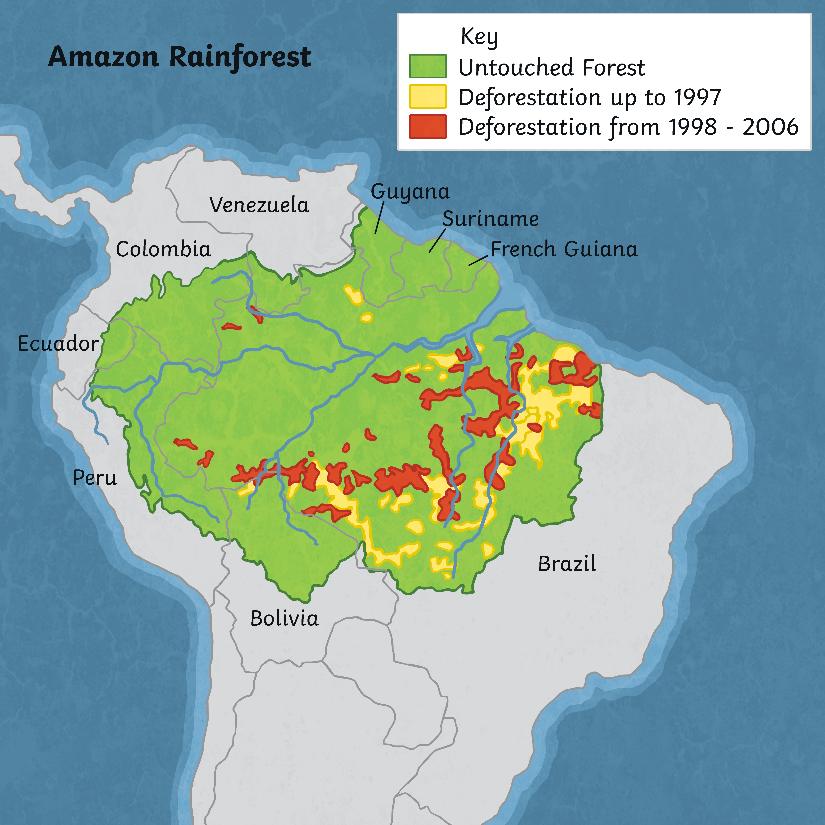 Amazon Rainforest
Key
Untouched Forest
Deforestation up to 1997
Deforestation from 1998 - 2006
Guyana
Venezuela
Suriname
Colombia
French Guiana
Ecuador
Peru
Brazil
Bolivia